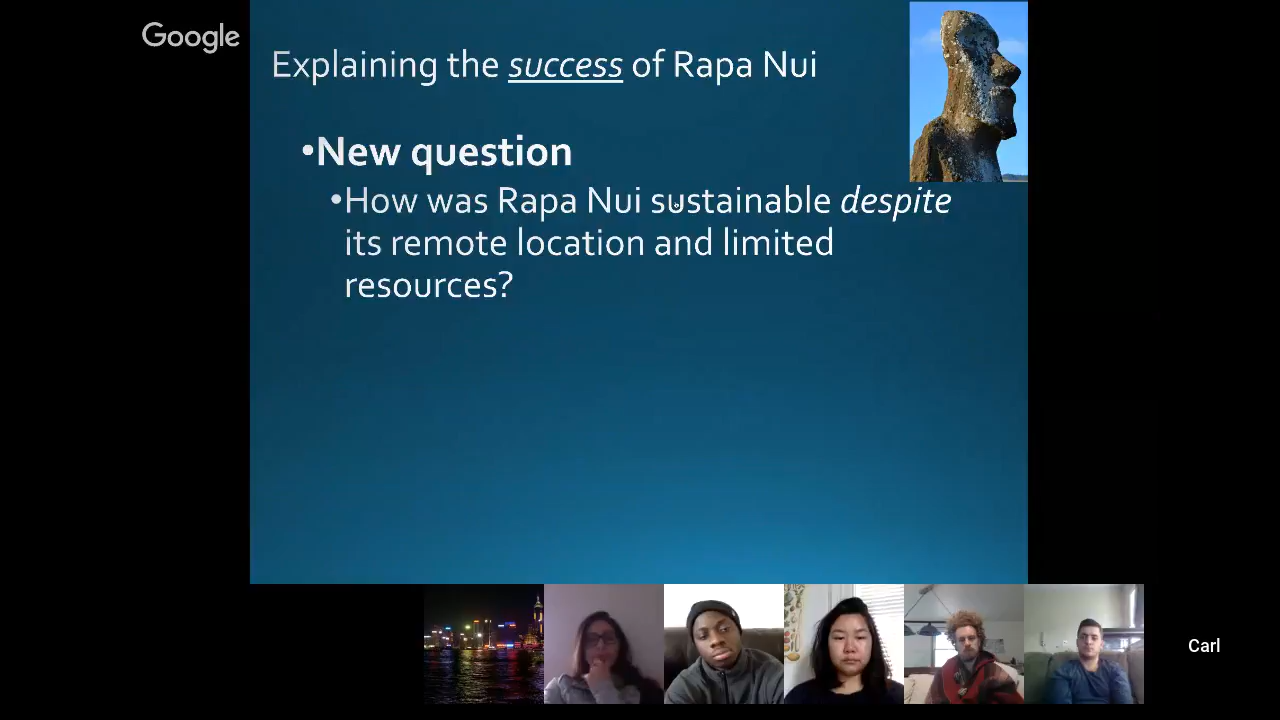 Google
Explaining the success of Rapa Nui
•New question
•How was Rapa Nui sustainable despite
its remote location and limited
resources?
Carl